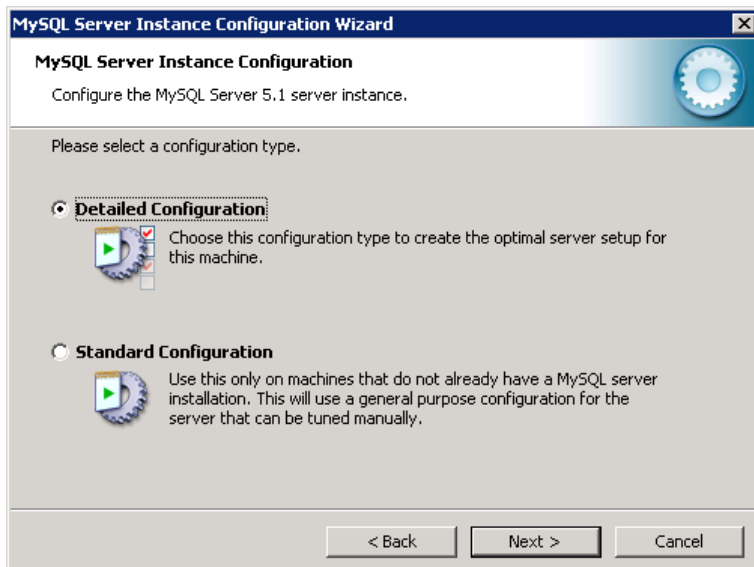 MySQL Server Instance Configuration Wizard
MySQL Server Instance Configuration
Configure the MySQL Server 5.1 server instance.
Please select a configuration type.
Detailed Configuration
Choose this configuration type to create the optimal server setup for
this machine.
Standard Configuration
Use this only on machines that do not already have a MySQL server
installation. This will use a general purpose configuration for the
server that can be tuned manually.
< Back
Next >
Cancel